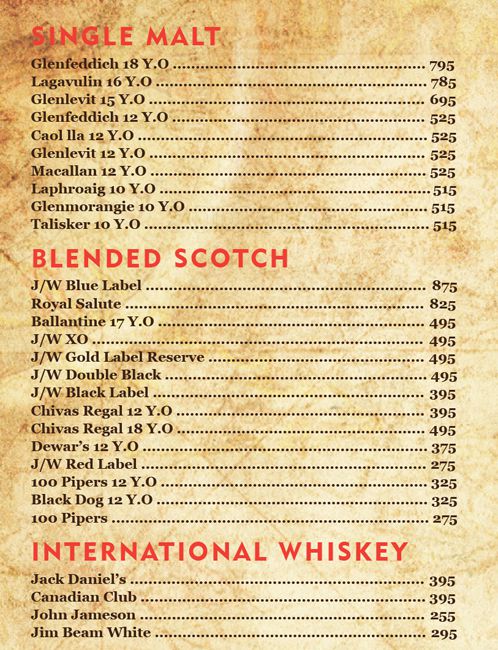 SINGLE MALT
Glenfeddich 18 Y.O ........ 795
Lagavulin 16 Y.O ........ 785
Glenlevit 15 Y.O ........ 695
Glenfeddich 12 Y.O ........ 525
Caol lla 12 Y.O ........ 525
Glenlevit 12 Y.O ........ 525
Macallan 12 Y.O ........ 525
Laphroaig 10 Y.O ........ 515
Glenmorangie 10 Y.O ........ 515
Talisker 10 Y.O ........ 515
BLENDED SCOTCH
J/W Blue Label ........ 875
Royal Salute ........ 825
Ballantine 17 Y.O ........ 495
J/W XO ........ 495
J/W Gold Label Reserve ........ 495
J/W Double Black ........ 495
J/W Black Label ........ 395
Chivas Regal 12 Y.O ........ 395
Chivas Regal 18 Y.O ........ 495
Dewar's 12 Y.O ........ 375
J/W Red Label ........ 275
100 Pipers 12 Y.O ........ 325
Black Dog 12 Y.O ........ 325
100 Pipers ........ 275
INTERNATIONAL WHISKEY
Jack Daniel's ........ 395
Canadian Club ........ 395
John Jameson ........ 255
Jim Beam White ........ 295